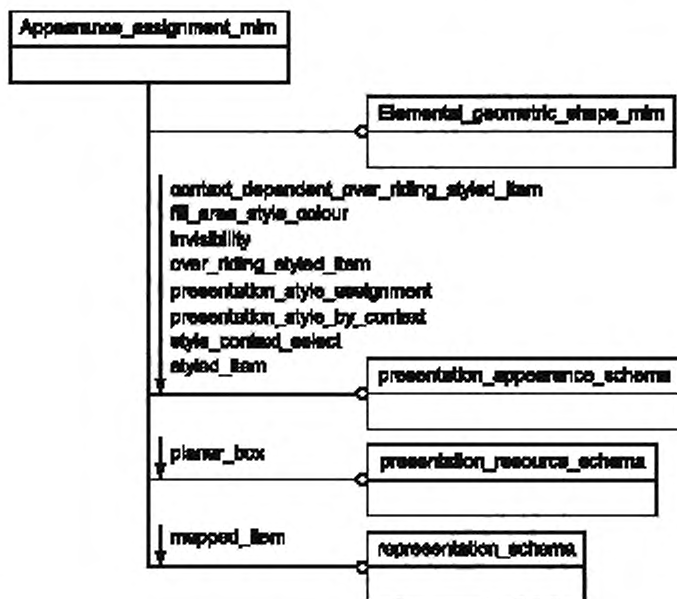 Appearance_assignment_mim
Elemental_geometric_shape_mim
context_dependent_over_riding_styled_item
fill_area_style_colour
invisibility
over_riding_styled_item
presentation_style_assignment
presentation_style_by_context
style_context_select
styled_item
presentation_appearance_schema
planar_box
presentation_resource_schema
mapped_item
representation_schema